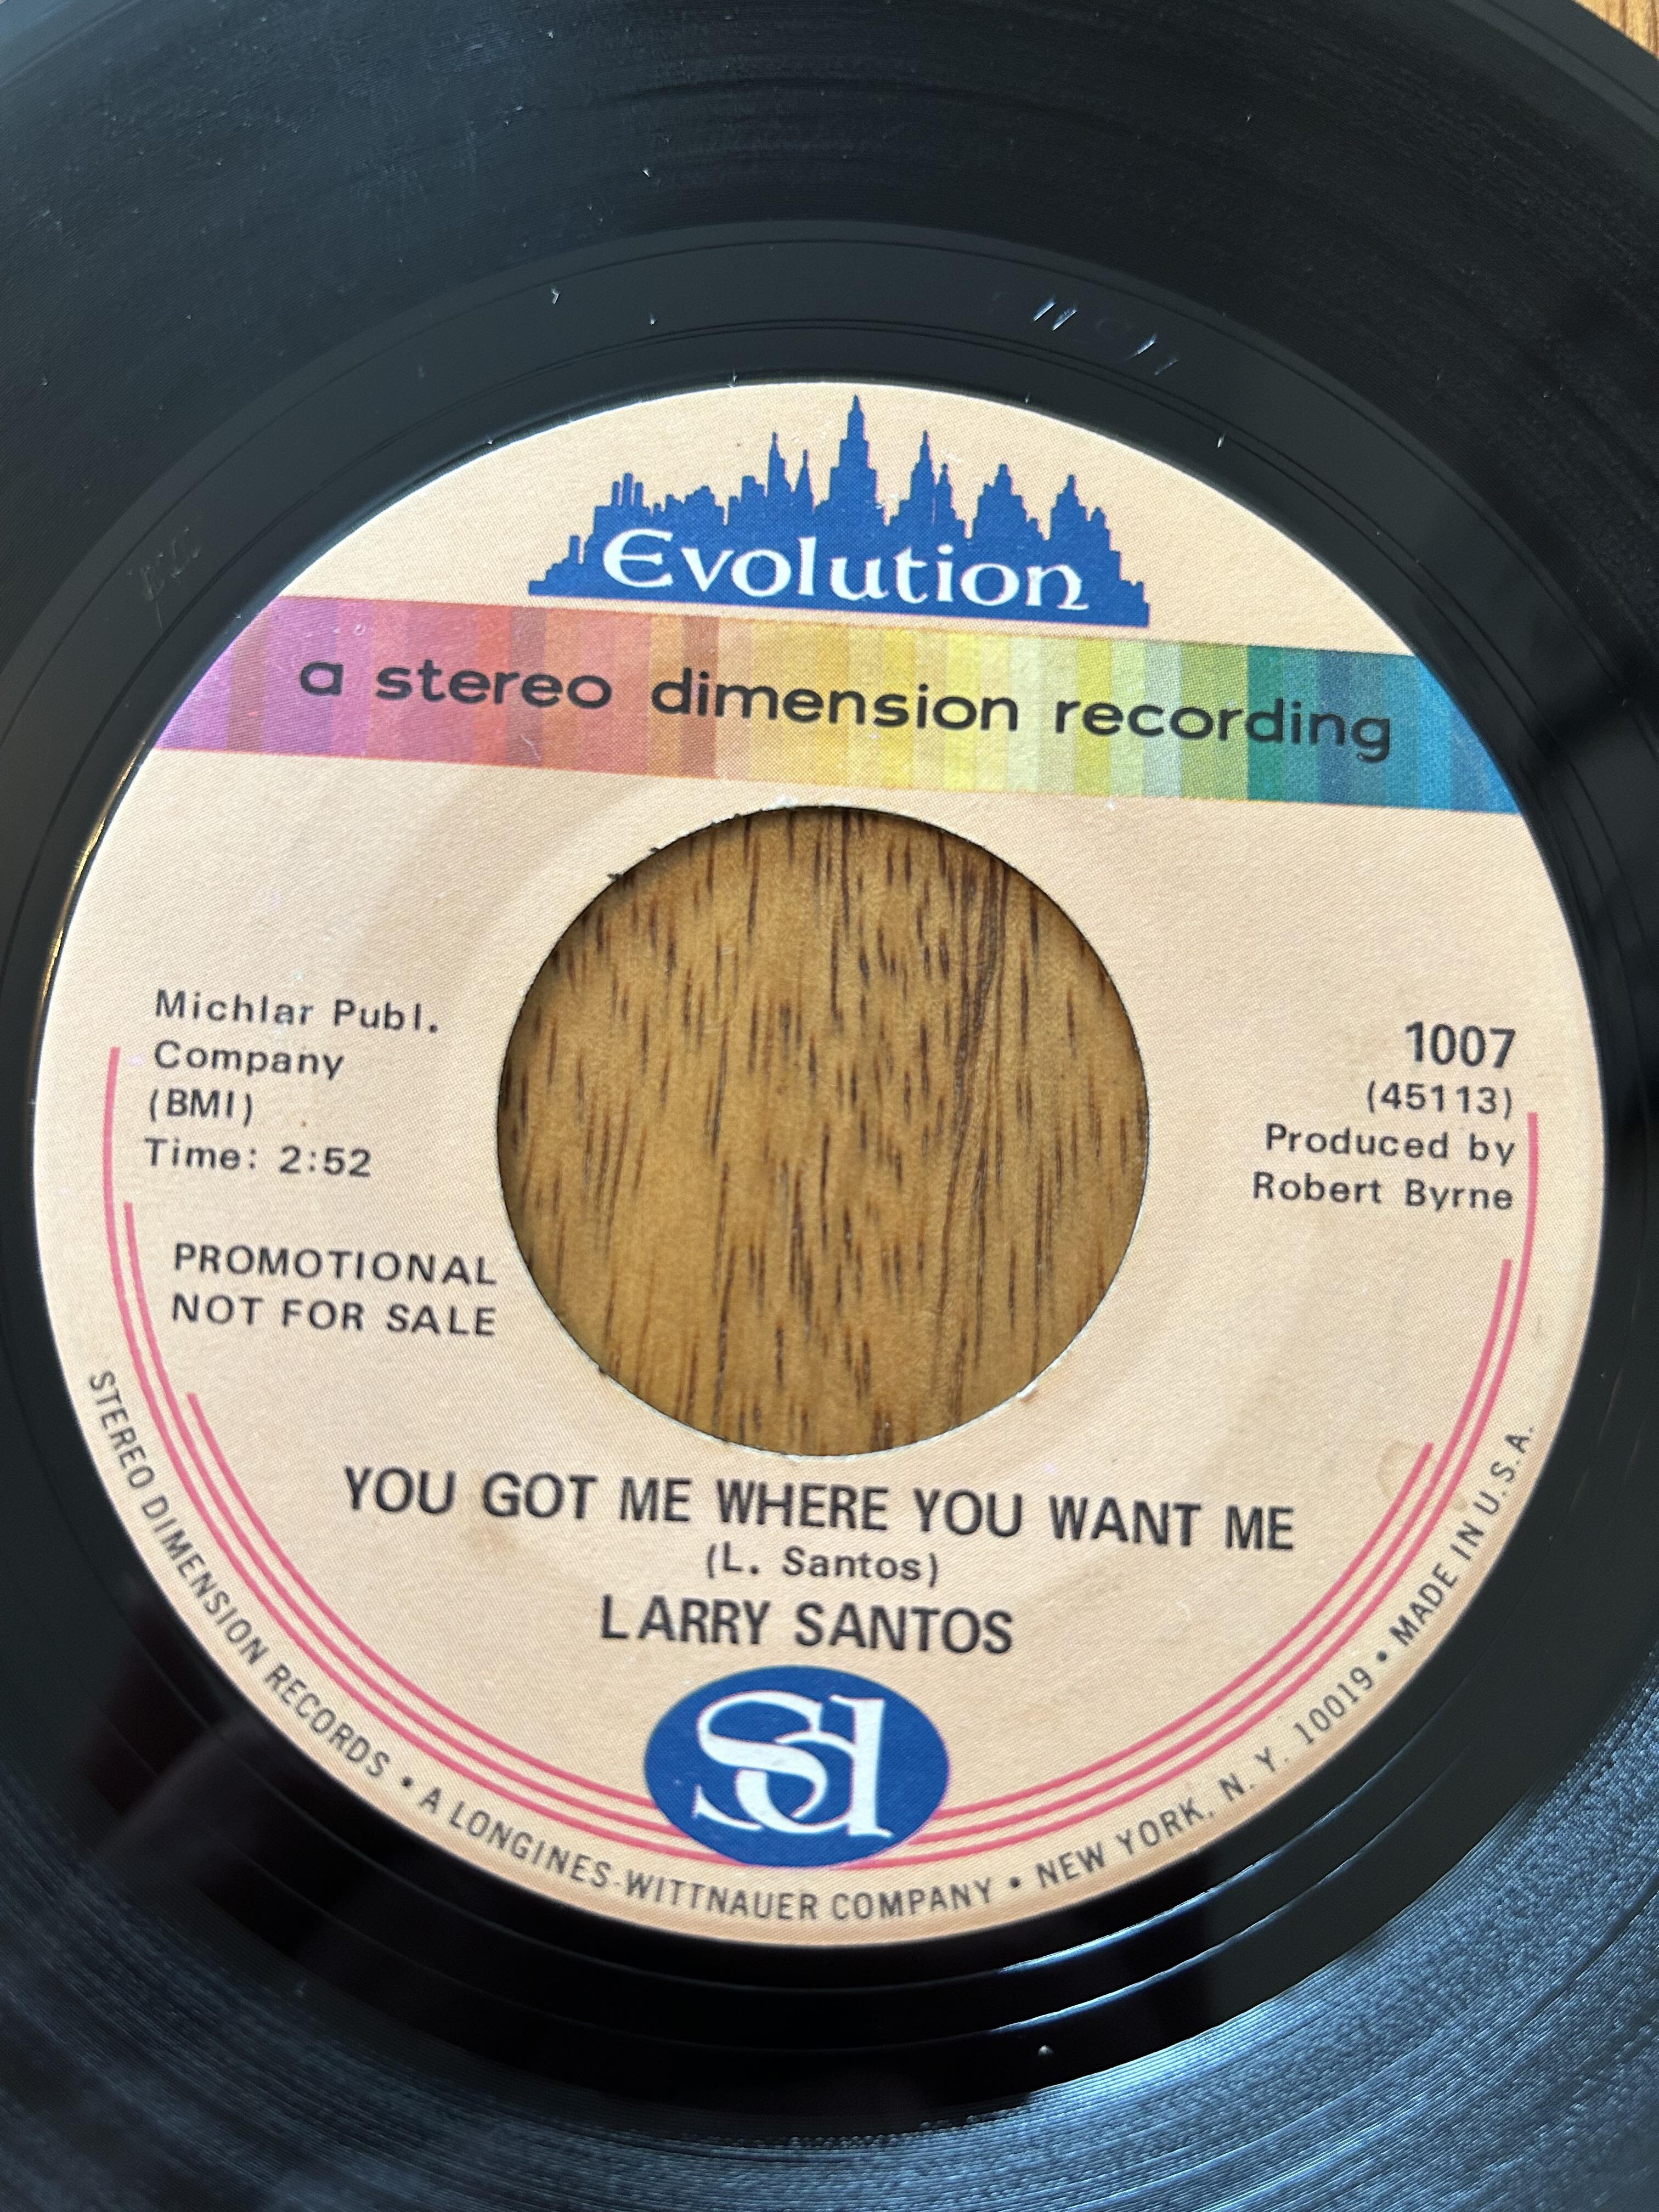 Evolution
a stereo dimension recording
Michlar Publ.
Company
(BMI)
Time: 2:52
PROMOTIONAL
NOT FOR SALE
1007
(45113)
Produced by
Robert Byrne
YOU GOT ME WHERE YOU WANT ME
(L. Santos)
LARRY SANTOS
Sd
STEREO DIMENSION RECORDS • A LONGINES-WITTNAUER COMPANY • NEW YORK, N. Y. 10019 • MADE IN U.S.A.